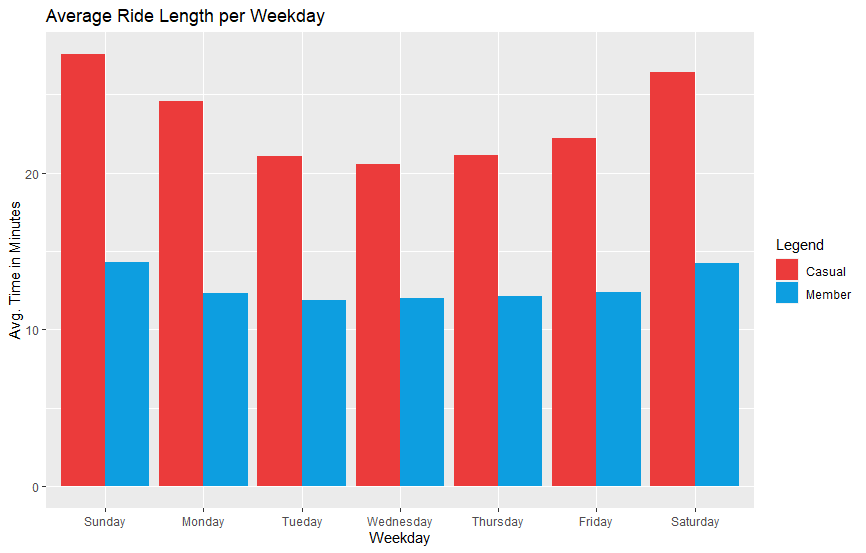 Average Ride Length per Weekday
Avg. Time in Minutes
20
10
0
Sunday Monday Tueday Wednesday Thursday Friday Saturday
Weekday
Legend
Casual
Member